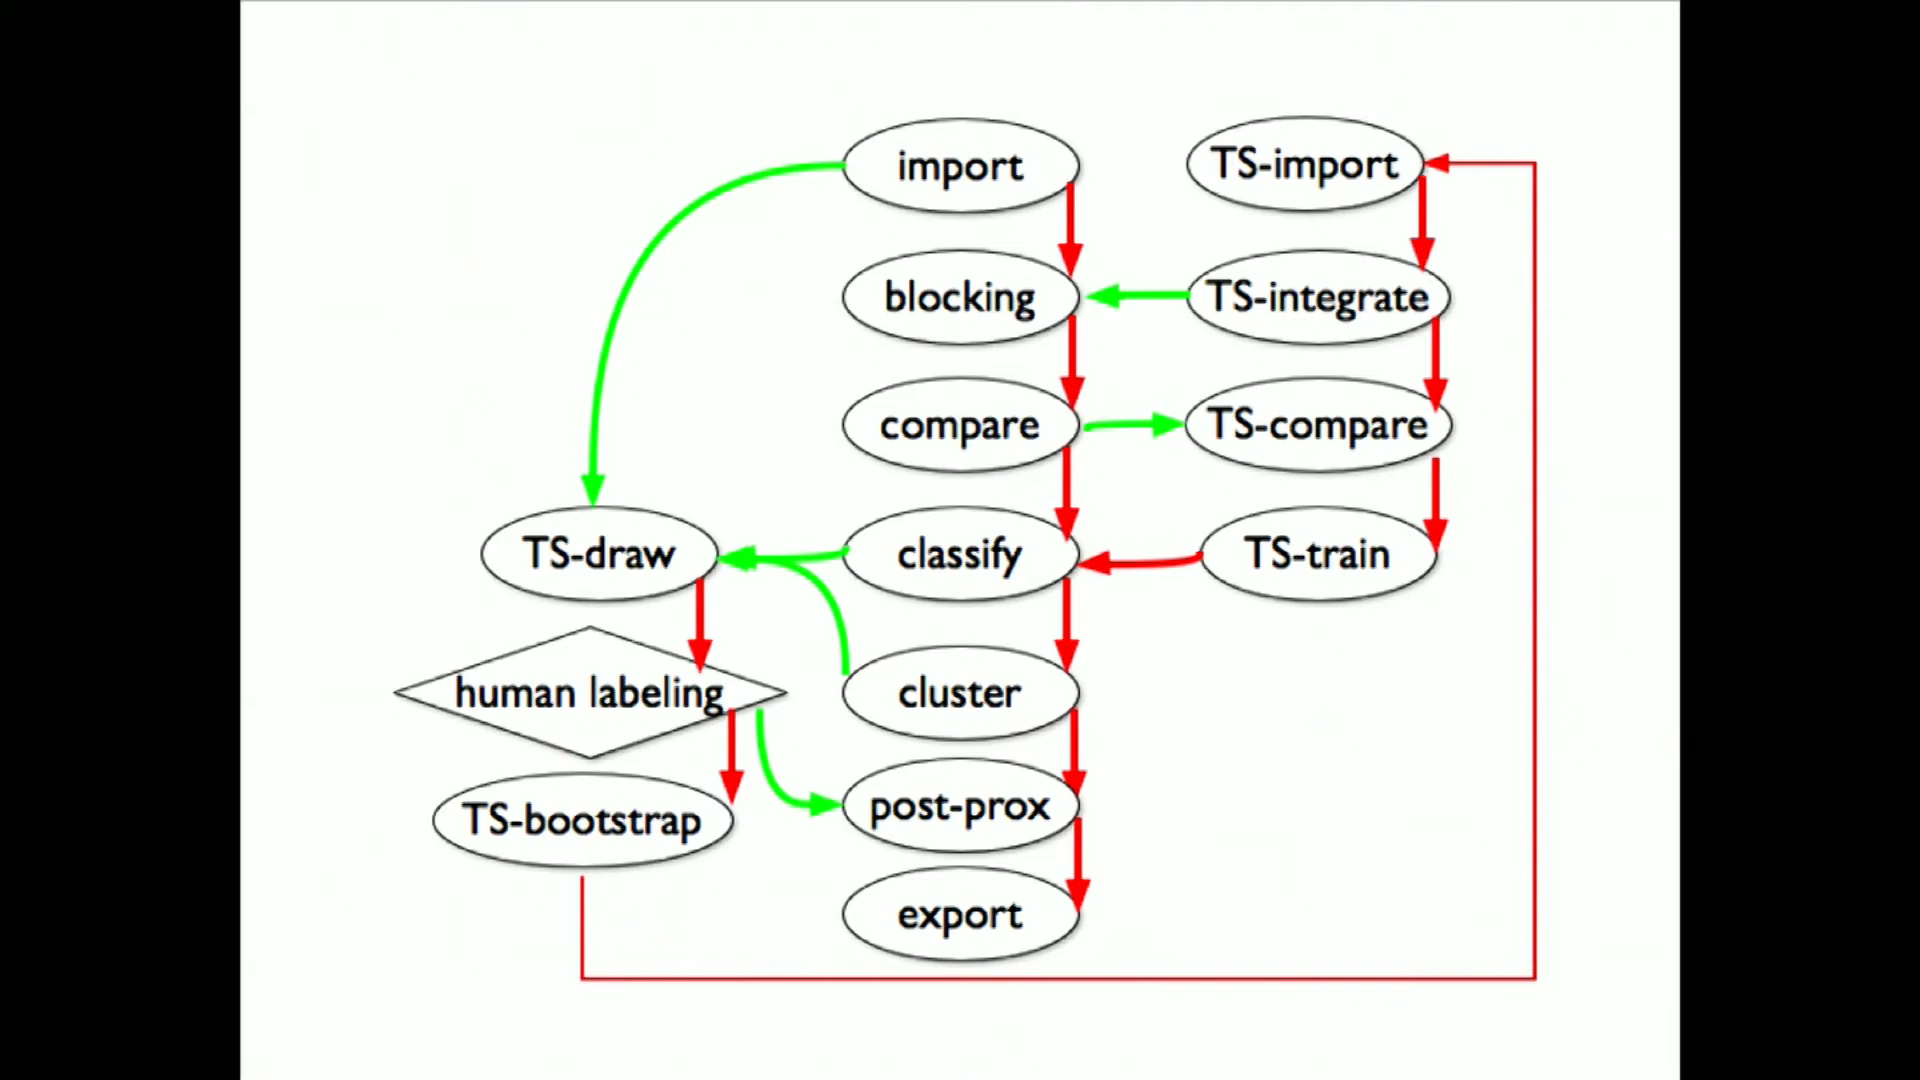 import
TS-import
blocking
TS-integrate
compare
TS-compare
TS-draw
classify
TS-train
human labeling
cluster
post-prox
TS-bootstrap
export